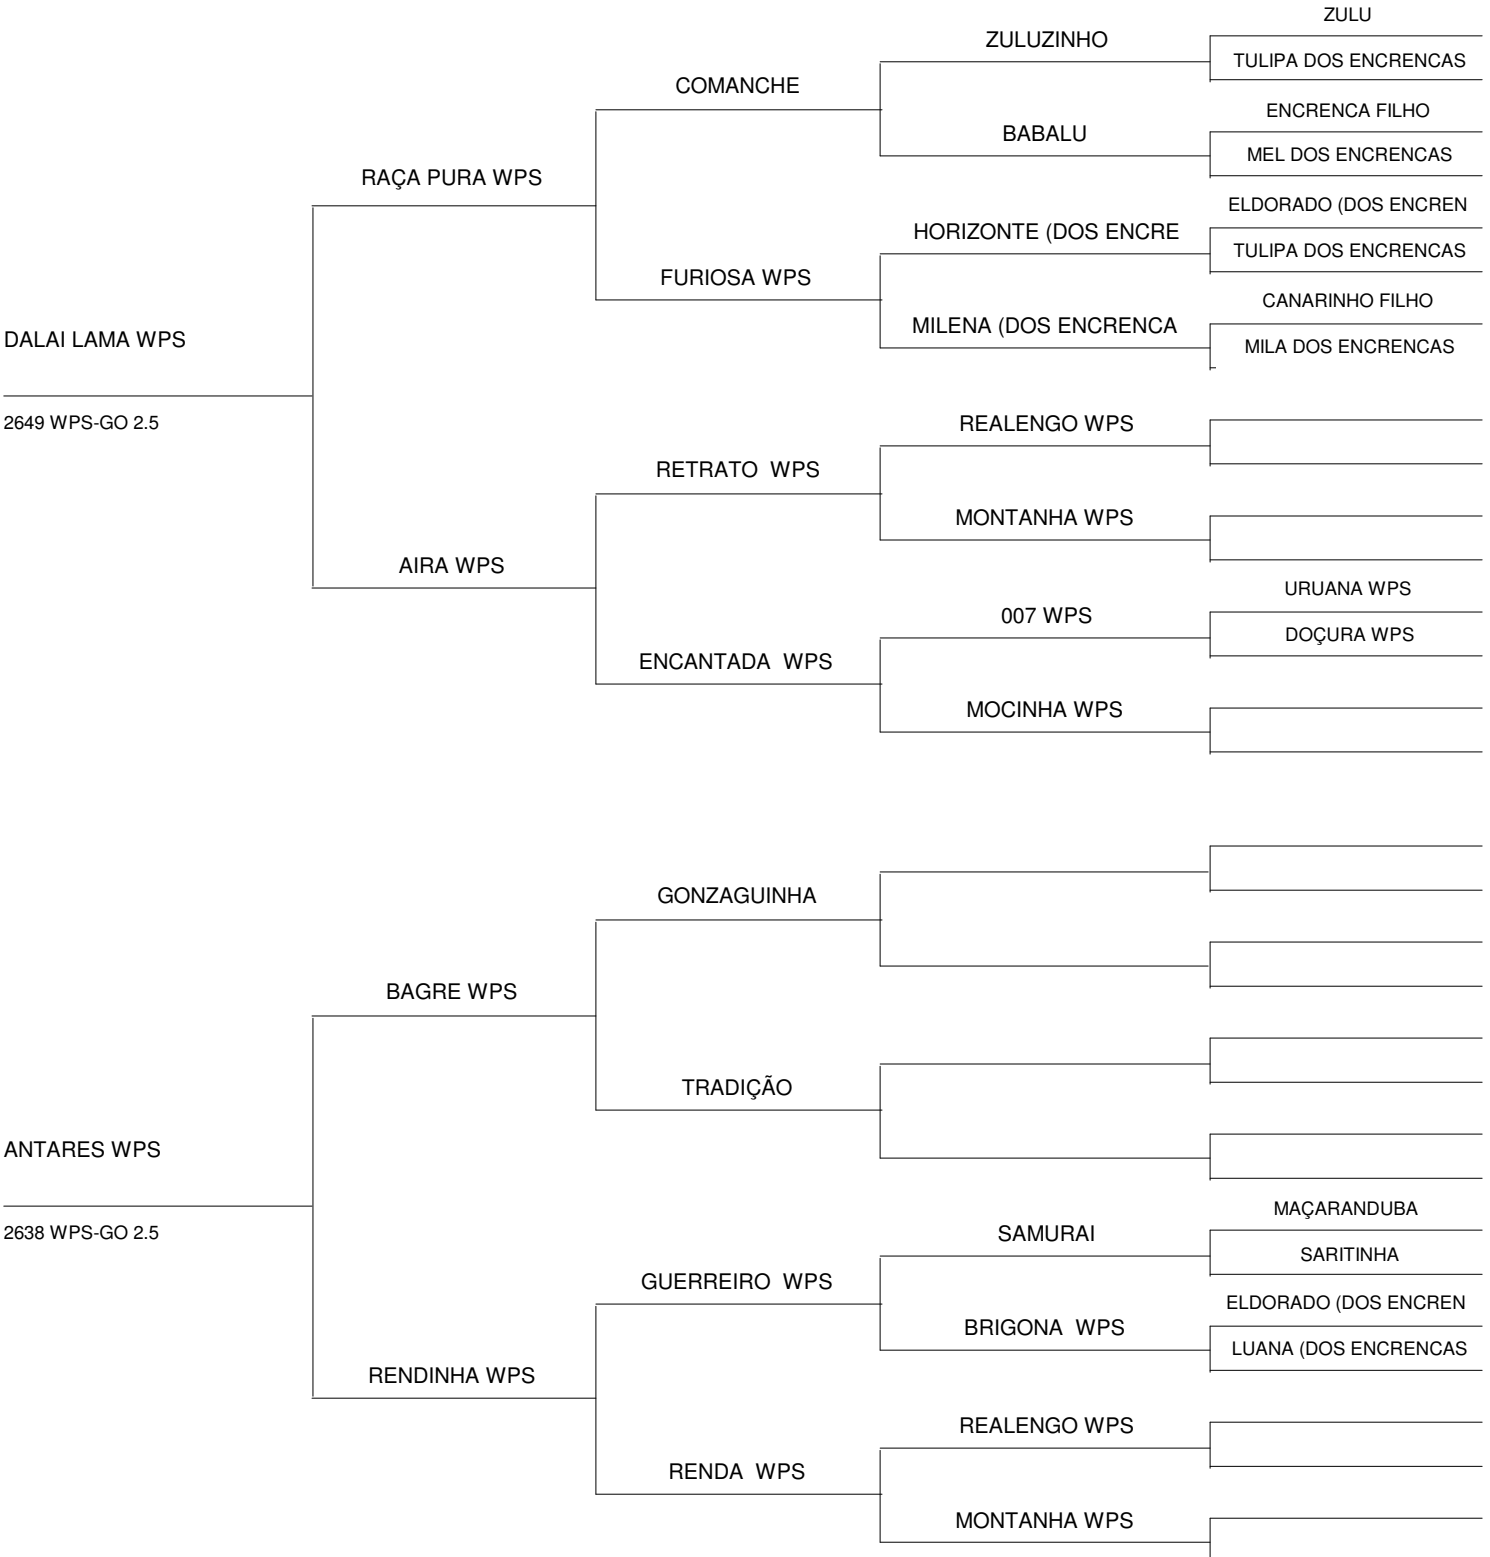 ZULU
ZULUZINHO
TULIPA DOS ENCRENCAS
COMANCHE
ENCRENCA FILHO
BABALU
MEL DOS ENCRENCAS
RAÇA PURA WPS
ELDORADO (DOS ENCREN
HORIZONTE (DOS ENCRE
TULIPA DOS ENCRENCAS
FURIOSA WPS
CANARINHO FILHO
MILENA (DOS ENCRENCA
MILA DOS ENCRENCAS
DALAI LAMA WPS
2649 WPS-GO 2.5
REALENGO WPS
RETRATO  WPS
MONTANHA WPS
AIRA WPS
URUANA WPS
007 WPS
DOÇURA WPS
ENCANTADA  WPS
MOCINHA WPS
GONZAGUINHA
BAGRE WPS
TRADIÇÃO
ANTARES WPS
2638 WPS-GO 2.5
MAÇARANDUBA
SAMURAI
SARITINHA
GUERREIRO  WPS
ELDORADO (DOS ENCREN
BRIGONA  WPS
LUANA (DOS ENCRENCAS
RENDINHA WPS
REALENGO WPS
RENDA  WPS
MONTANHA WPS